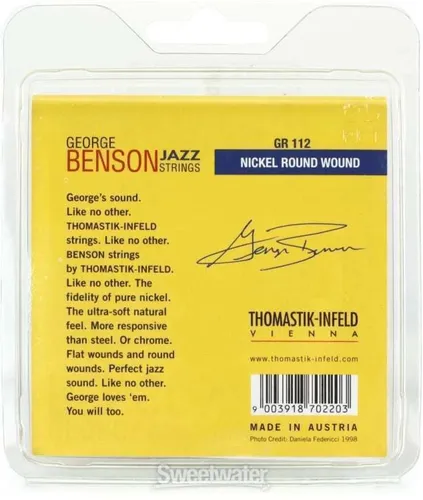 GEORGE
BENSON JAZZ STRINGS
GR 112
NICKEL ROUND WOUND
George's sound.
Like no other.
THOMASTIK-INFELD
strings. Like no other.
BENSON strings
by THOMASTIK-INFELD.
Like no other. The
fidelity of pure nickel.
The ultra-soft natural
feel. More responsive
than steel. Or chrome.
Flat wounds and round
wounds. Perfect jazz
sound. Like no other.
George loves 'em.
You will too.
George Benson
THOMASTIK-INFELD
VIENNA
www.thomastik-infeld.com
9 003918 702203
MADE IN AUSTRIA
Photo Credit: Daniela Federicci 1998
Sweetwater